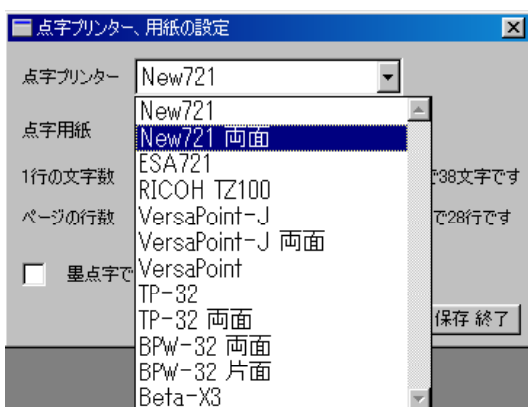 点字プリンター、用紙の設定
点字プリンター New721
New721
点字用紙 New721 両面
ESA721
1行の文字数 で38文字です
RICOH TZ100
ページの行数 VersaPoint-J で28行です
VersaPoint-J 両面
墨点字で VersaPoint
TP-32
TP-32 両面 保存 終了
BPW-32 両面
BPW-32 片面
Beta-X3